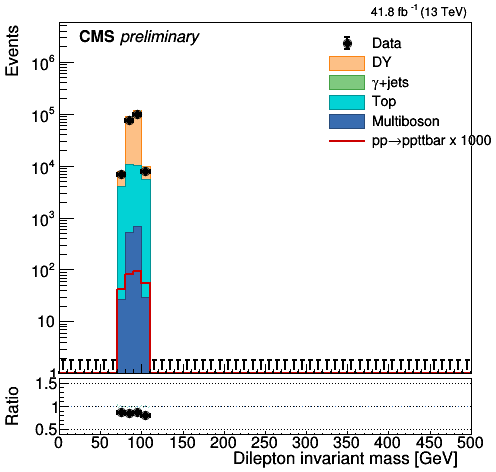 41.8 fb⁻¹ (13 TeV)
CMS preliminary
Events
Data
DY
γ+jets
Top
Multiboson
pp→ppttbar x 1000
10⁶
10⁵
10⁴
10³
10²
10
1
Ratio
1.5
1
0.5
0 50 100 150 200 250 300 350 400 450 500
Dilepton invariant mass [GeV]